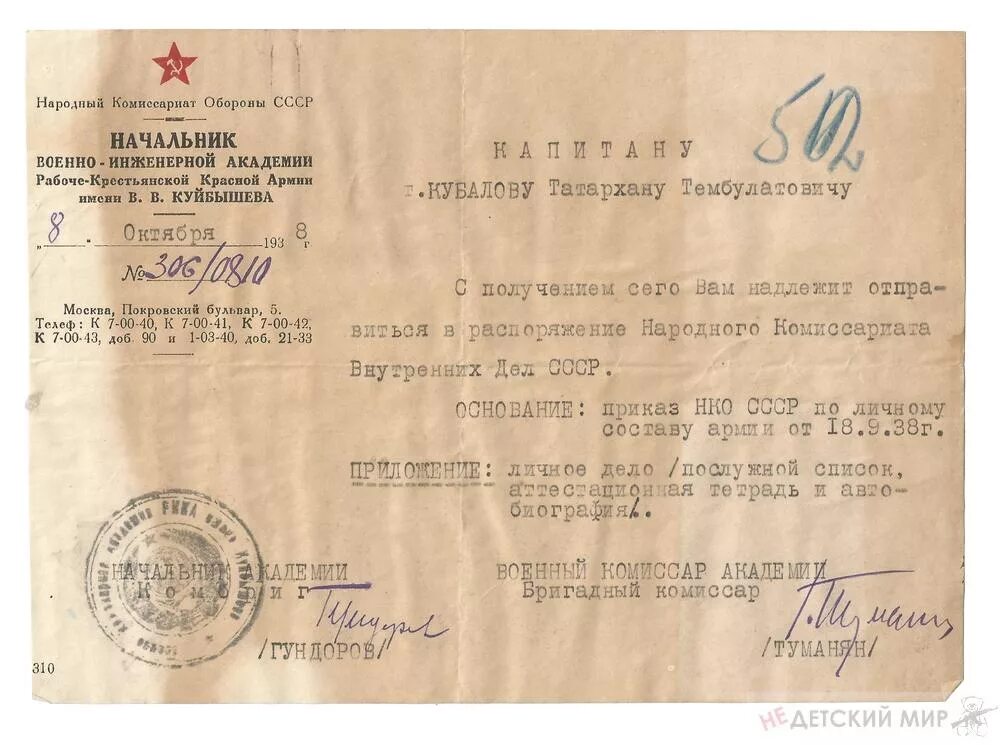 Народный Комиссариат Обороны СССР
НАЧАЛЬНИК
ВОЕННО-ИНЖЕНЕРНОЙ АКАДЕМИИ
Рабоче-Крестьянской Красной Армии
имени В. В. КУЙБЫШЕВА
„8" Октября 1938 г.
№ 306/0810
Москва, Покровский бульвар, 5.
Телеф: К 7-00-40, К 7-00-41, К 7-00-42,
К 7-00-43, доб. 90 и 1-03-40, доб. 21-33
502
КАПИТАНУ
т.КУБАЛОВУ Татархану Тембулатовичу
С получением сего Вам надлежит отпра-
виться в распоряжение Народного Комиссариата
Внутренних Дел СССР.
ОСНОВАНИЕ: приказ НКО СССР по личному
составу армии от 18.9.38г.
ПРИЛОЖЕНИЕ: личное дело /послужной список,
аттестационная тетрадь и авто-
биография/.
НАЧАЛЬНИК АКАДЕМИИ
Комбриг
/ГУНДОРОВ/
ВОЕННЫЙ КОМИССАР АКАДЕМИИ
Бригадный комиссар
/ТУМАНЯН/
310
НЕДЕТСКИЙ МИР